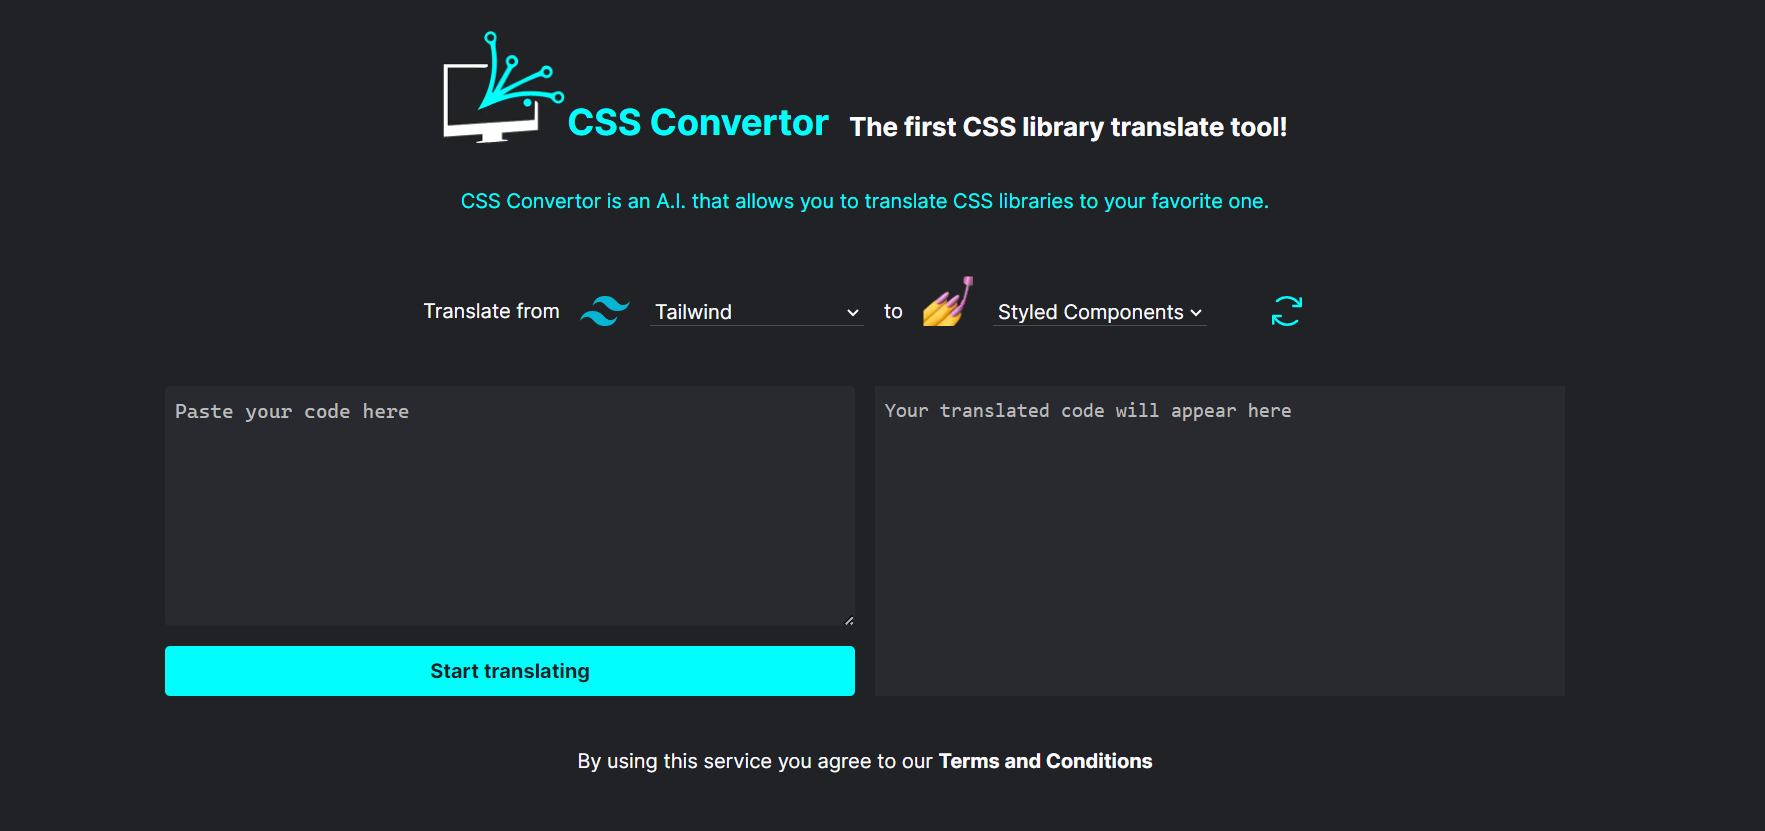 CSS Convertor The first CSS library translate tool!
CSS Convertor is an A.I. that allows you to translate CSS libraries to your favorite one.
Translate from Tailwind to Styled Components
Paste your code here
Your translated code will appear here
Start translating
By using this service you agree to our Terms and Conditions